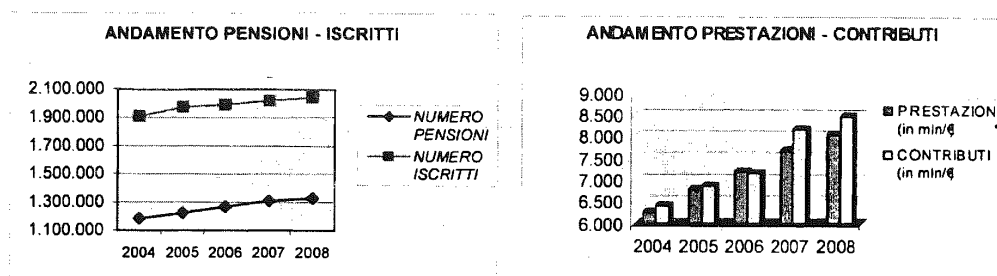 ANDAMENTO PENSIONI - ISCRITTI
2.100.000
1.900.000
1.700.000
1.500.000
1.300.000
1.100.000
2004 2005 2006 2007 2008
NUMERO
PENSIONI
NUMERO
ISCRITTI
ANDAMENTO PRESTAZIONI - CONTRIBUTI
9.000
8.500
8.000
7.500
7.000
6.500
6.000
2004 2005 2006 2007 2008
PRESTAZION
(in mln/€
CONTRIBUTI
(in mln/€